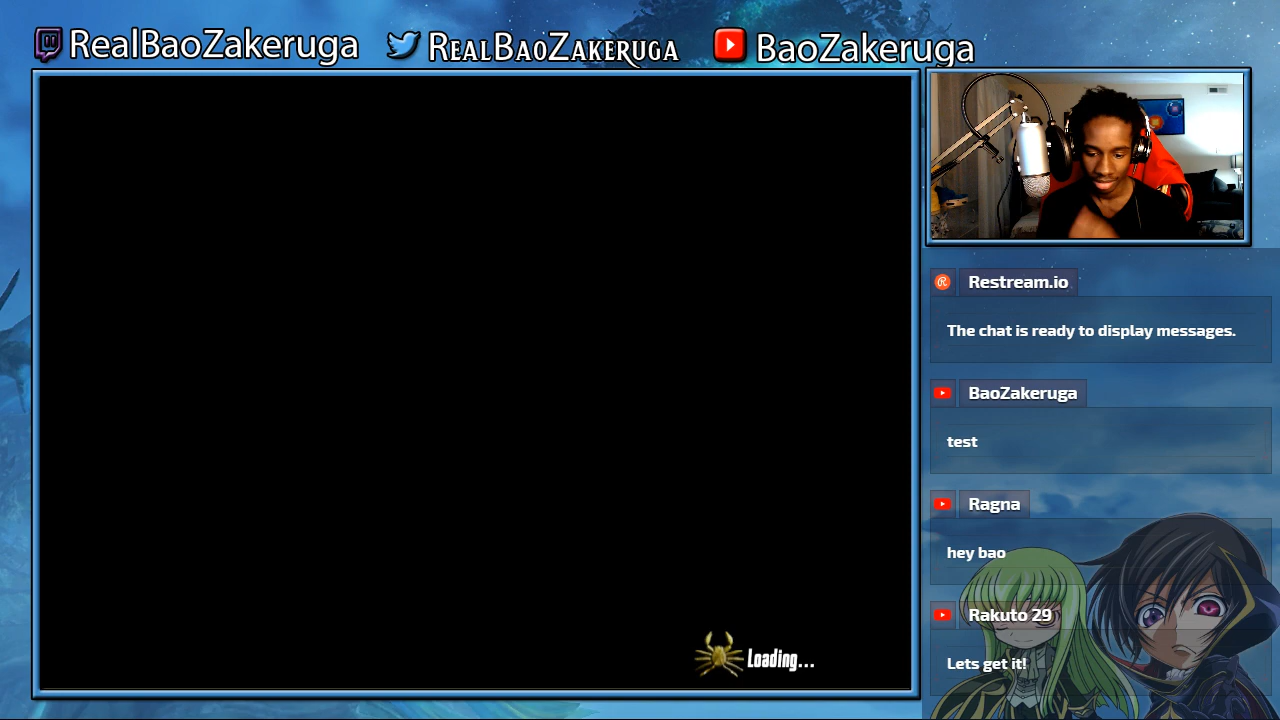 RealBaoZakeruga
RealBaoZakeruga
BaoZakeruga
Restream.io
The chat is ready to display messages.
BaoZakeruga
test
Ragna
hey bao
Rakuto 29
Lets get it!
Loading...